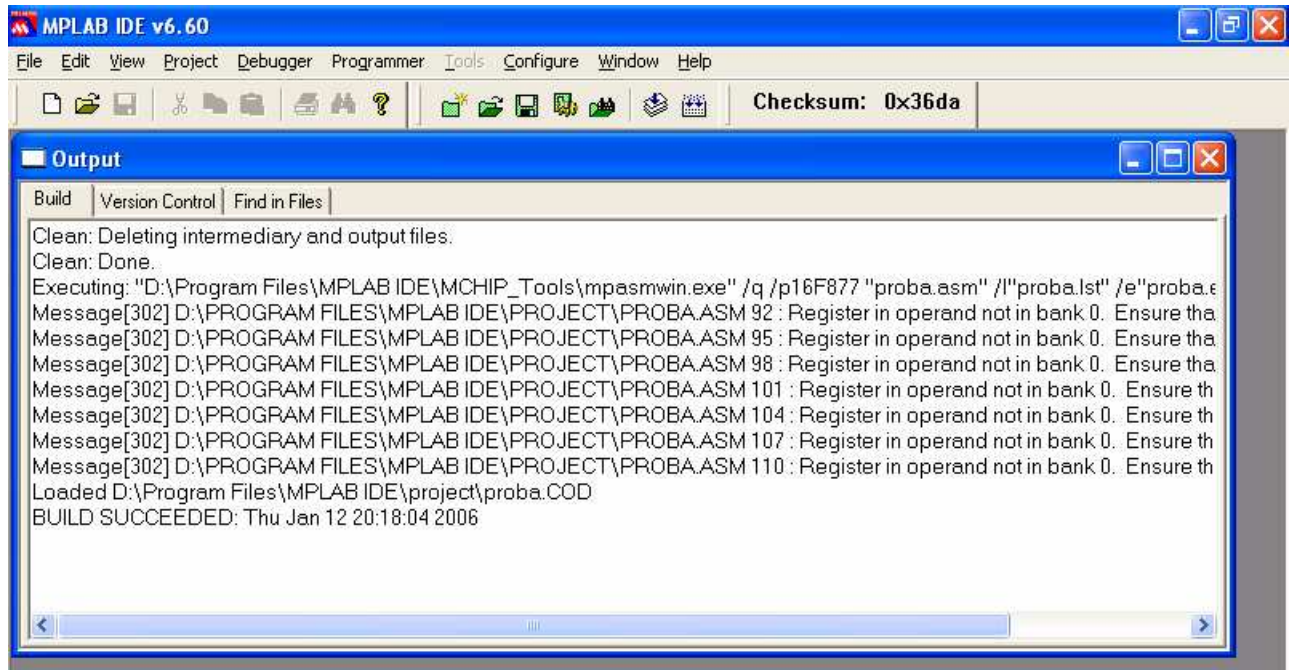 MPLAB IDE v6.60
File Edit View Project Debugger Programmer Tools Configure Window Help
Checksum: 0x36da
Output
Build Version Control Find in Files
Clean: Deleting intermediary and output files.
Clean: Done.
Executing: "D:\Program Files\MPLAB IDE\MCHIP_Tools\mpasmwin.exe" /q /p16F877 "proba.asm" /l"proba.lst" /e"proba.e
Message[302] D:\PROGRAM FILES\MPLAB IDE\PROJECT\PROBA.ASM 92 : Register in operand not in bank 0. Ensure tha
Message[302] D:\PROGRAM FILES\MPLAB IDE\PROJECT\PROBA.ASM 95 : Register in operand not in bank 0. Ensure tha
Message[302] D:\PROGRAM FILES\MPLAB IDE\PROJECT\PROBA.ASM 98 : Register in operand not in bank 0. Ensure tha
Message[302] D:\PROGRAM FILES\MPLAB IDE\PROJECT\PROBA.ASM 101 : Register in operand not in bank 0. Ensure th
Message[302] D:\PROGRAM FILES\MPLAB IDE\PROJECT\PROBA.ASM 104 : Register in operand not in bank 0. Ensure th
Message[302] D:\PROGRAM FILES\MPLAB IDE\PROJECT\PROBA.ASM 107 : Register in operand not in bank 0. Ensure th
Message[302] D:\PROGRAM FILES\MPLAB IDE\PROJECT\PROBA.ASM 110 : Register in operand not in bank 0. Ensure th
Loaded D:\Program Files\MPLAB IDE\project\proba.COD
BUILD SUCCEEDED: Thu Jan 12 20:18:04 2006